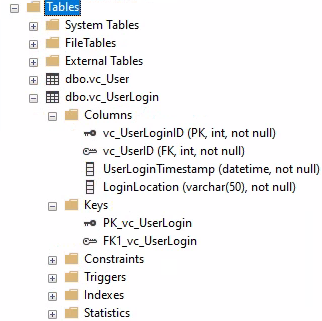 Tables
System Tables
FileTables
External Tables
dbo.vc_User
dbo.vc_UserLogin
Columns
vc_UserLoginID (PK, int, not null)
vc_UserID (FK, int, not null)
UserLoginTimestamp (datetime, not null)
LoginLocation (varchar(50), not null)
Keys
PK_vc_UserLogin
FK1_vc_UserLogin
Constraints
Triggers
Indexes
Statistics